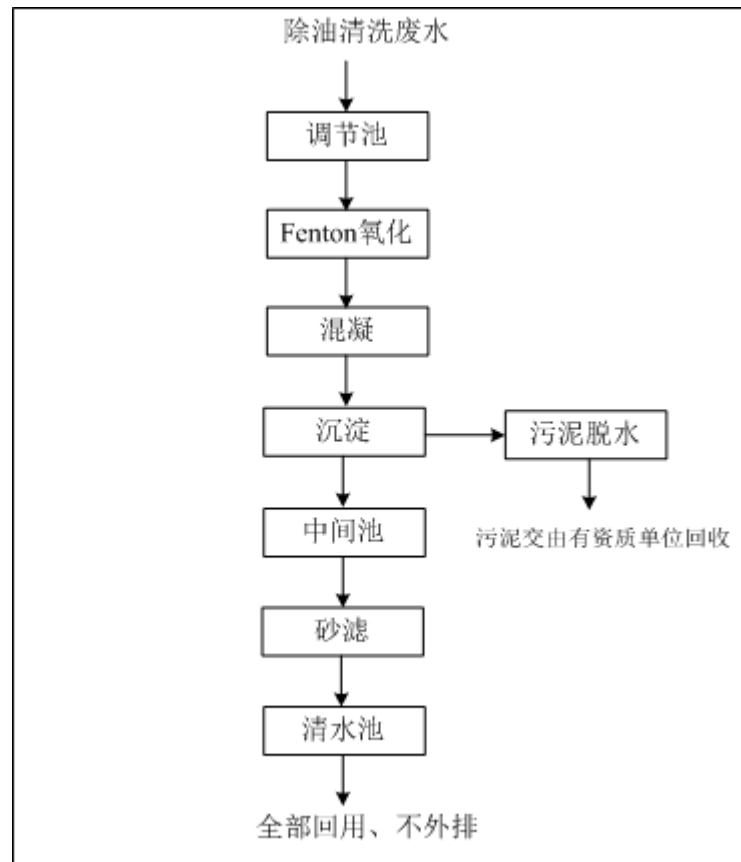 除油清洗废水
调节池
Fenton氧化
混凝
沉淀
污泥脱水
中间池
污泥交由有资质单位回收
砂滤
清水池
全部回用、不外排